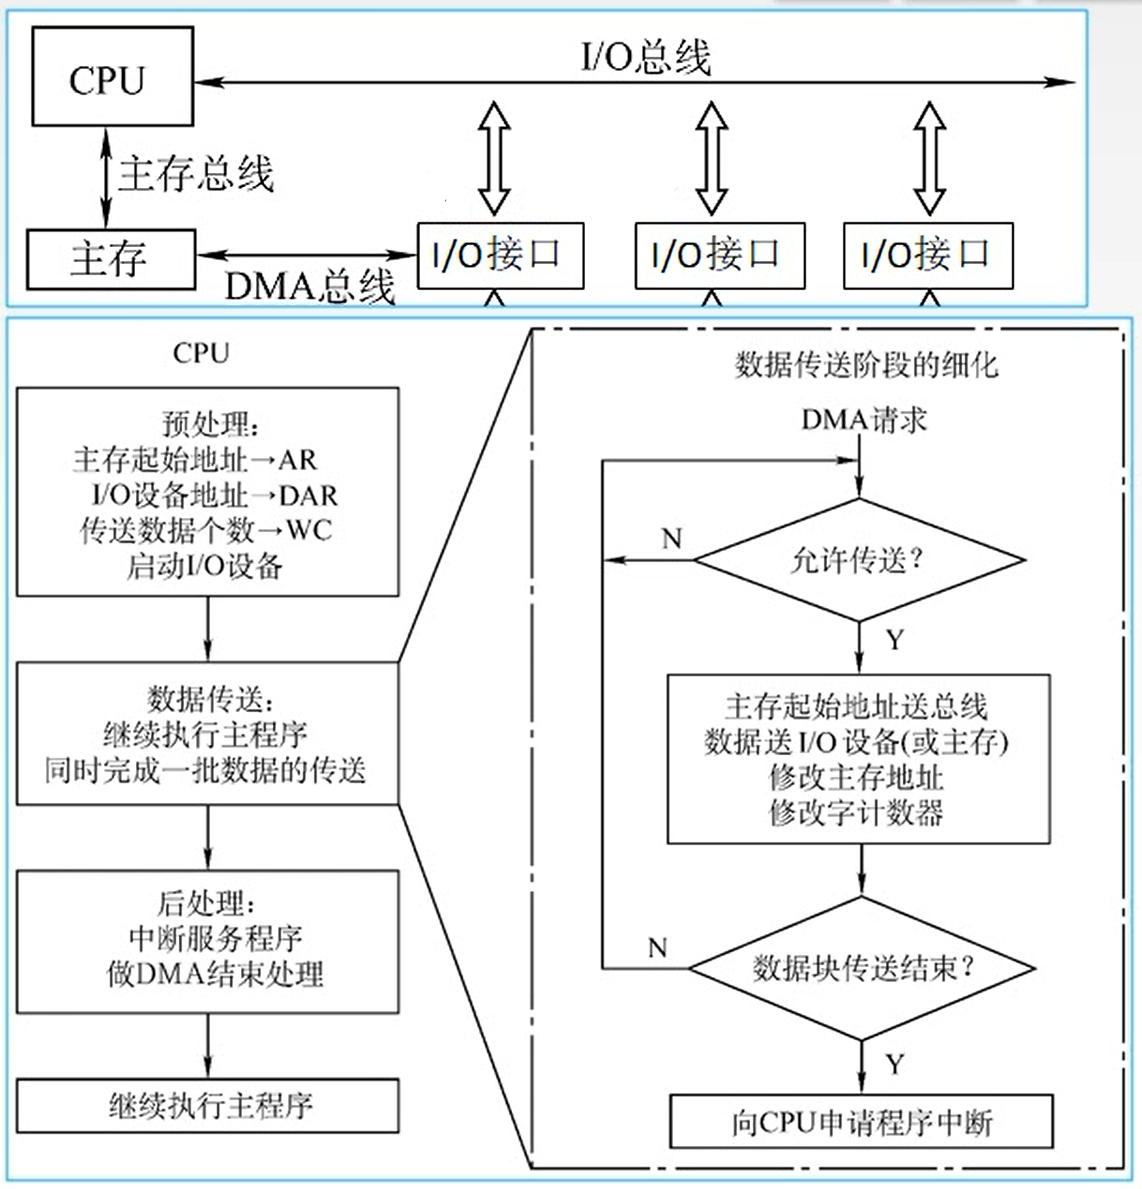 CPU
I/O总线
主存总线
主存
DMA总线
I/O接口
I/O接口
I/O接口
CPU
预处理：
主存起始地址→AR
I/O设备地址→DAR
传送数据个数→WC
启动I/O设备
数据传送：
继续执行主程序
同时完成一批数据的传送
后处理：
中断服务程序
做DMA结束处理
继续执行主程序
数据传送阶段的细化
DMA请求
N
允许传送？
Y
主存起始地址送总线
数据送 I/O 设备(或主存)
修改主存地址
修改字计数器
N
数据块传送结束？
Y
向CPU申请程序中断